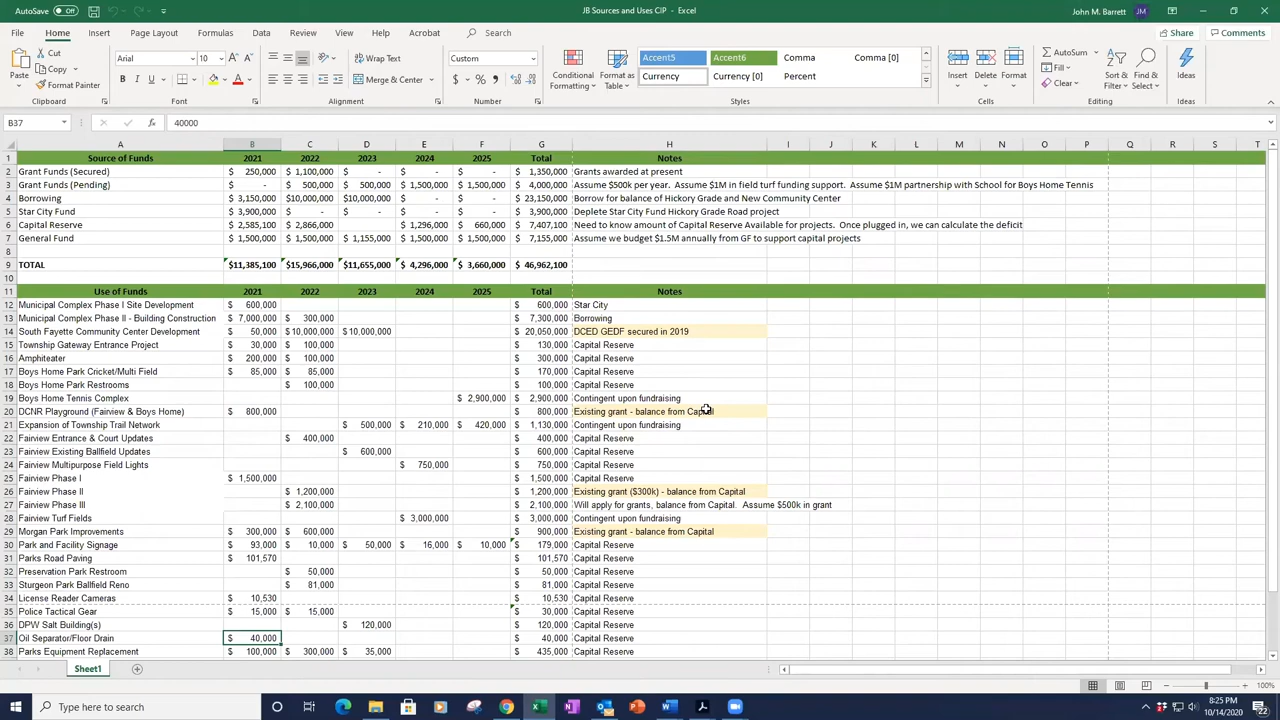 AutoSave Off JB Sources and Uses CIP - Excel John M. Barrett JM
File Home Insert Page Layout Formulas Data Review View Help Acrobat Search Share Comments
Cut Arial 10 Wrap Text Custom Accent5 Accent6 Comma Comma [0] AutoSum
Paste Copy Format Painter Merge & Center Conditional Formatting Format as Table Currency Currency [0] Percent Insert Delete Format Fill Clear Sort & Filter Find & Select Ideas
Clipboard Font Alignment Number Styles Cells Editing Ideas
B37 fx 40000
A B C D E F G H I J K L M N O P Q R S T
1 Source of Funds 2021 2022 2023 2024 2025 Total Notes
2 Grant Funds (Secured) $ 250,000 $ 1,100,000 $ - $ - $ - $ 1,350,000 Grants awarded at present
3 Grant Funds (Pending) $ - $ 500,000 $ 500,000 $ 1,500,000 $ 1,500,000 $ 4,000,000 Assume $500k per year. Assume $1M in field turf funding support. Assume $1M partnership with School for Boys Home Tennis
4 Borrowing $ 3,150,000 $10,000,000 $10,000,000 $ - $ - $ 23,150,000 Borrow for balance of Hickory Grade and New Community Center
5 Star City Fund $ 3,900,000 $ - $ - $ - $ - $ 3,900,000 Deplete Star City Fund Hickory Grade Road project
6 Capital Reserve $ 2,585,100 $ 2,866,000 $ 1,296,000 $ 660,000 $ 7,407,100 Need to know amount of Capital Reserve Available for projects. Once plugged in, we can calculate the deficit
7 General Fund $ 1,500,000 $ 1,500,000 $ 1,155,000 $ 1,500,000 $ 1,500,000 $ 7,155,000 Assume we budget $1.5M annually from GF to support capital projects
8
9 TOTAL $11,385,100 $15,966,000 $11,655,000 $ 4,296,000 $ 3,660,000 $ 46,962,100
10
11 Use of Funds 2021 2022 2023 2024 2025 Total Notes
12 Municipal Complex Phase I Site Development $ 600,000 $ 600,000 Star City
13 Municipal Complex Phase II - Building Construction $ 7,000,000 $ 300,000 $ 7,300,000 Borrowing
14 South Fayette Community Center Development $ 50,000 $10,000,000 $10,000,000 $ 20,050,000 DCED GEDF secured in 2019
15 Township Gateway Entrance Project $ 30,000 $ 100,000 $ 130,000 Capital Reserve
16 Amphiteater $ 200,000 $ 100,000 $ 300,000 Capital Reserve
17 Boys Home Park Cricket/Multi Field $ 85,000 $ 85,000 $ 170,000 Capital Reserve
18 Boys Home Park Restrooms $ 100,000 $ 100,000 Capital Reserve
19 Boys Home Tennis Complex $ 2,900,000 $ 2,900,000 Contingent upon fundraising
20 DCNR Playground (Fairview & Boys Home) $ 800,000 $ 800,000 Existing grant - balance from Capital
21 Expansion of Township Trail Network $ 500,000 $ 210,000 $ 420,000 $ 1,130,000 Contingent upon fundraising
22 Fairview Entrance & Court Updates $ 400,000 $ 400,000 Capital Reserve
23 Fairview Existing Ballfield Updates $ 600,000 $ 600,000 Capital Reserve
24 Fairview Multipurpose Field Lights $ 750,000 $ 750,000 Capital Reserve
25 Fairview Phase I $ 1,500,000 $ 1,500,000 Capital Reserve
26 Fairview Phase II $ 1,200,000 $ 1,200,000 Existing grant ($300k) - balance from Capital
27 Fairview Phase III $ 2,100,000 $ 2,100,000 Will apply for grants, balance from Capital. Assume $500k in grant
28 Fairview Turf Fields $ 3,000,000 $ 3,000,000 Contingent upon fundraising
29 Morgan Park Improvements $ 300,000 $ 600,000 $ 900,000 Existing grant - balance from Capital
30 Park and Facility Signage $ 93,000 $ 10,000 $ 50,000 $ 16,000 $ 10,000 $ 179,000 Capital Reserve
31 Parks Road Paving $ 101,570 $ 101,570 Capital Reserve
32 Preservation Park Restroom $ 50,000 $ 50,000 Capital Reserve
33 Sturgeon Park Ballfield Reno $ 81,000 $ 81,000 Capital Reserve
34 License Reader Cameras $ 10,530 $ 10,530 Capital Reserve
35 Police Tactical Gear $ 15,000 $ 15,000 $ 30,000 Capital Reserve
36 DPW Salt Building(s) $ 120,000 $ 120,000 Capital Reserve
37 Oil Separator/Floor Drain $ 40,000 $ 40,000 Capital Reserve
38 Parks Equipment Replacement $ 100,000 $ 300,000 $ 35,000 $ 435,000 Capital Reserve
Sheet1
100%
Type here to search 8:25 PM
10/14/2020 22